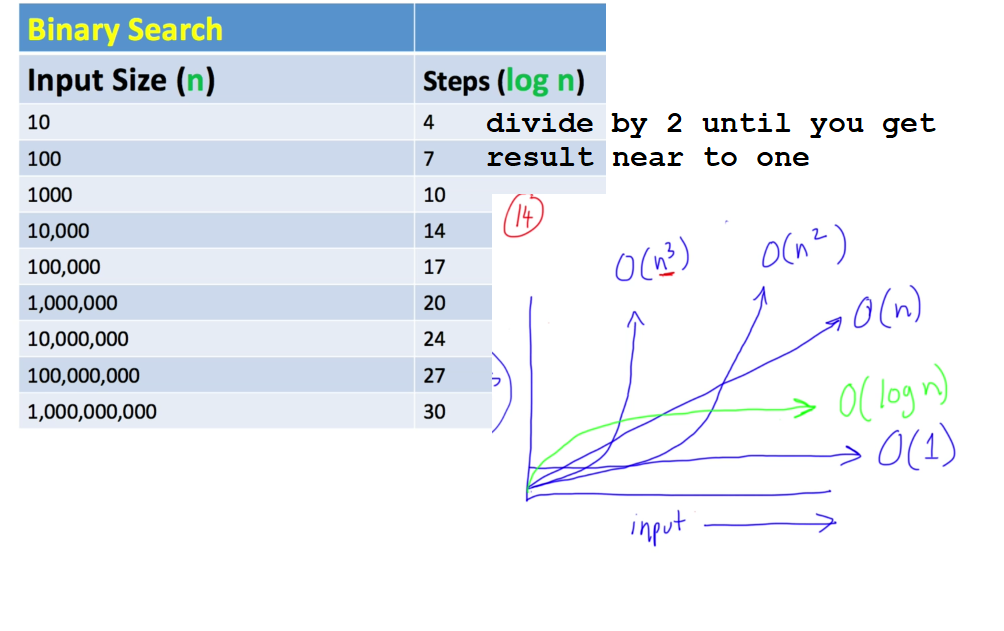 Binary Search
Input Size (n) Steps (log n)
10 4
100 7
1000 10
10,000 14
100,000 17
1,000,000 20
10,000,000 24
100,000,000 27
1,000,000,000 30
divide by 2 until you get
result near to one
14
O(n³)
O(n²)
O(n)
O(log n)
O(1)
input